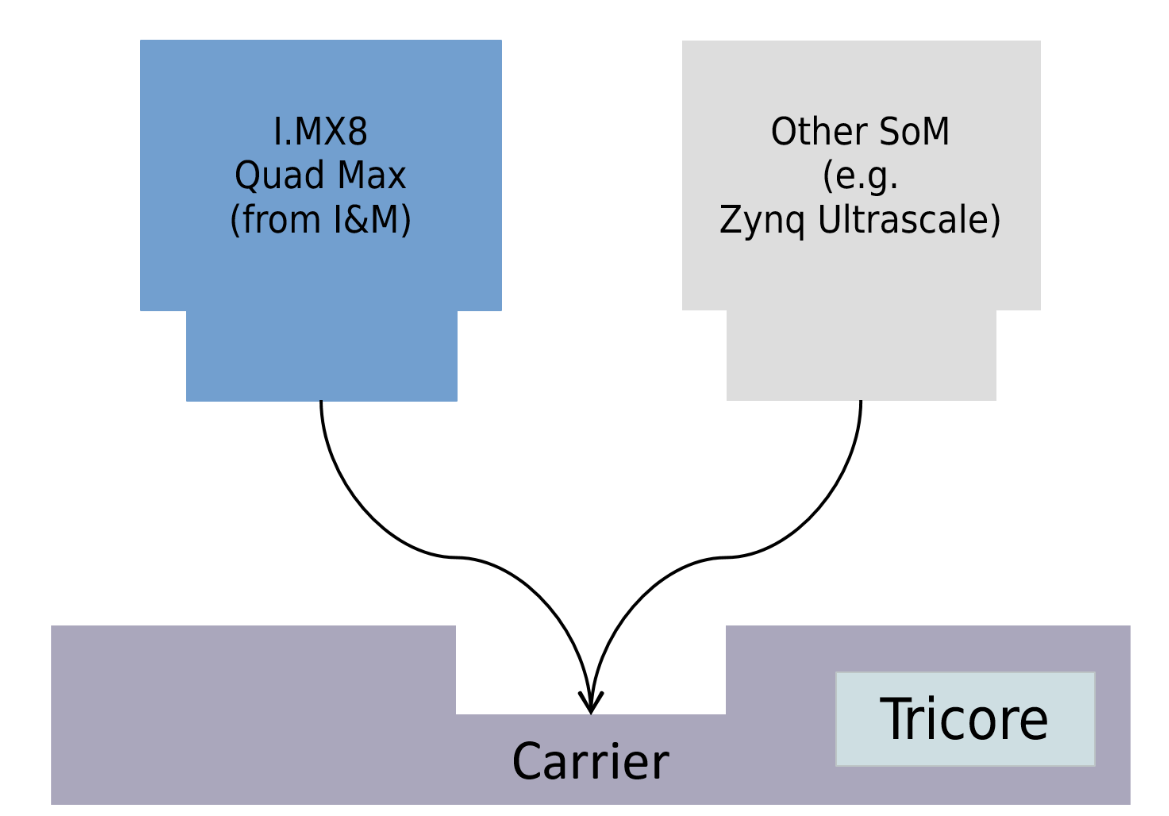 I.MX8
Quad Max
(from I&M)
Other SoM
(e.g.
Zynq Ultrascale)
Tricore
Carrier